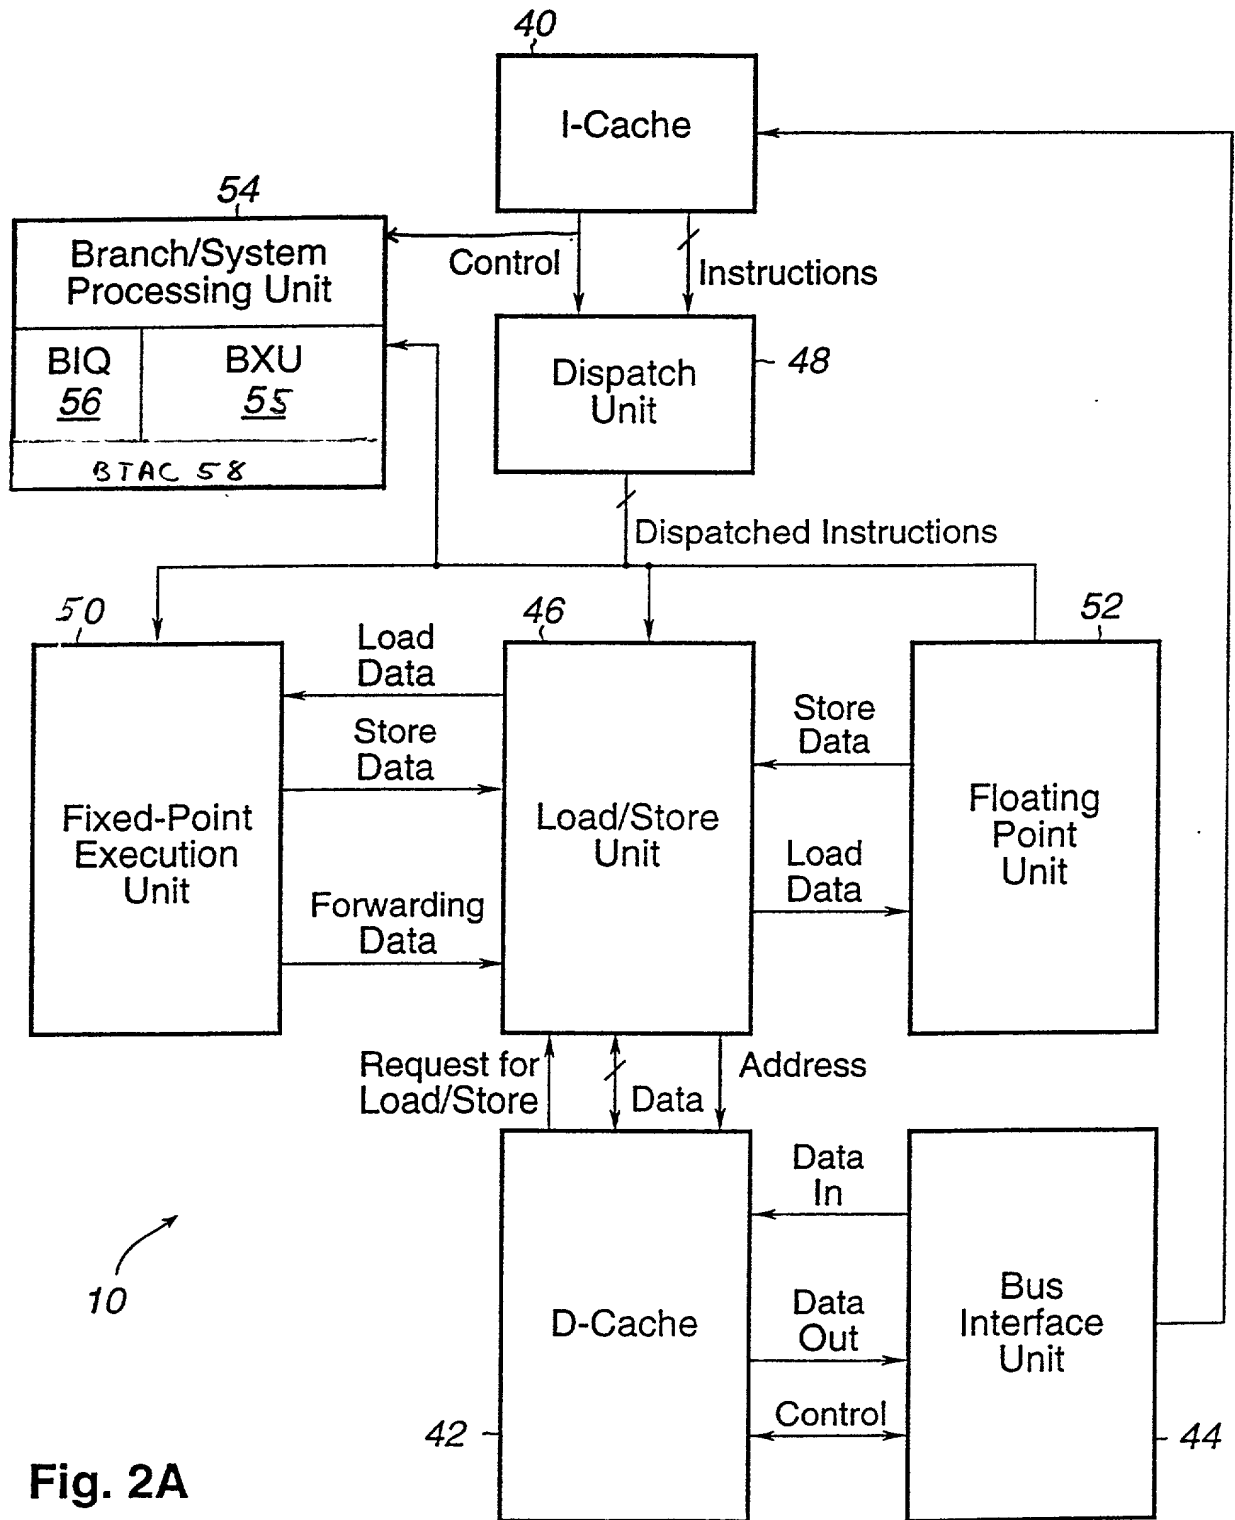 40
I-Cache
54
Branch/System
Processing Unit
Control
Instructions
BIQ
56
BXU
55
BTAC 58
Dispatch
Unit
48
Dispatched Instructions
50
46
52
Load
Data
Store
Data
Store
Data
Fixed-Point
Execution
Unit
Load/Store
Unit
Floating
Point
Unit
Load
Data
Forwarding
Data
Request for
Load/Store
Data
Address
Data
In
10
D-Cache
Data
Out
Bus
Interface
Unit
Control
42
44
Fig. 2A